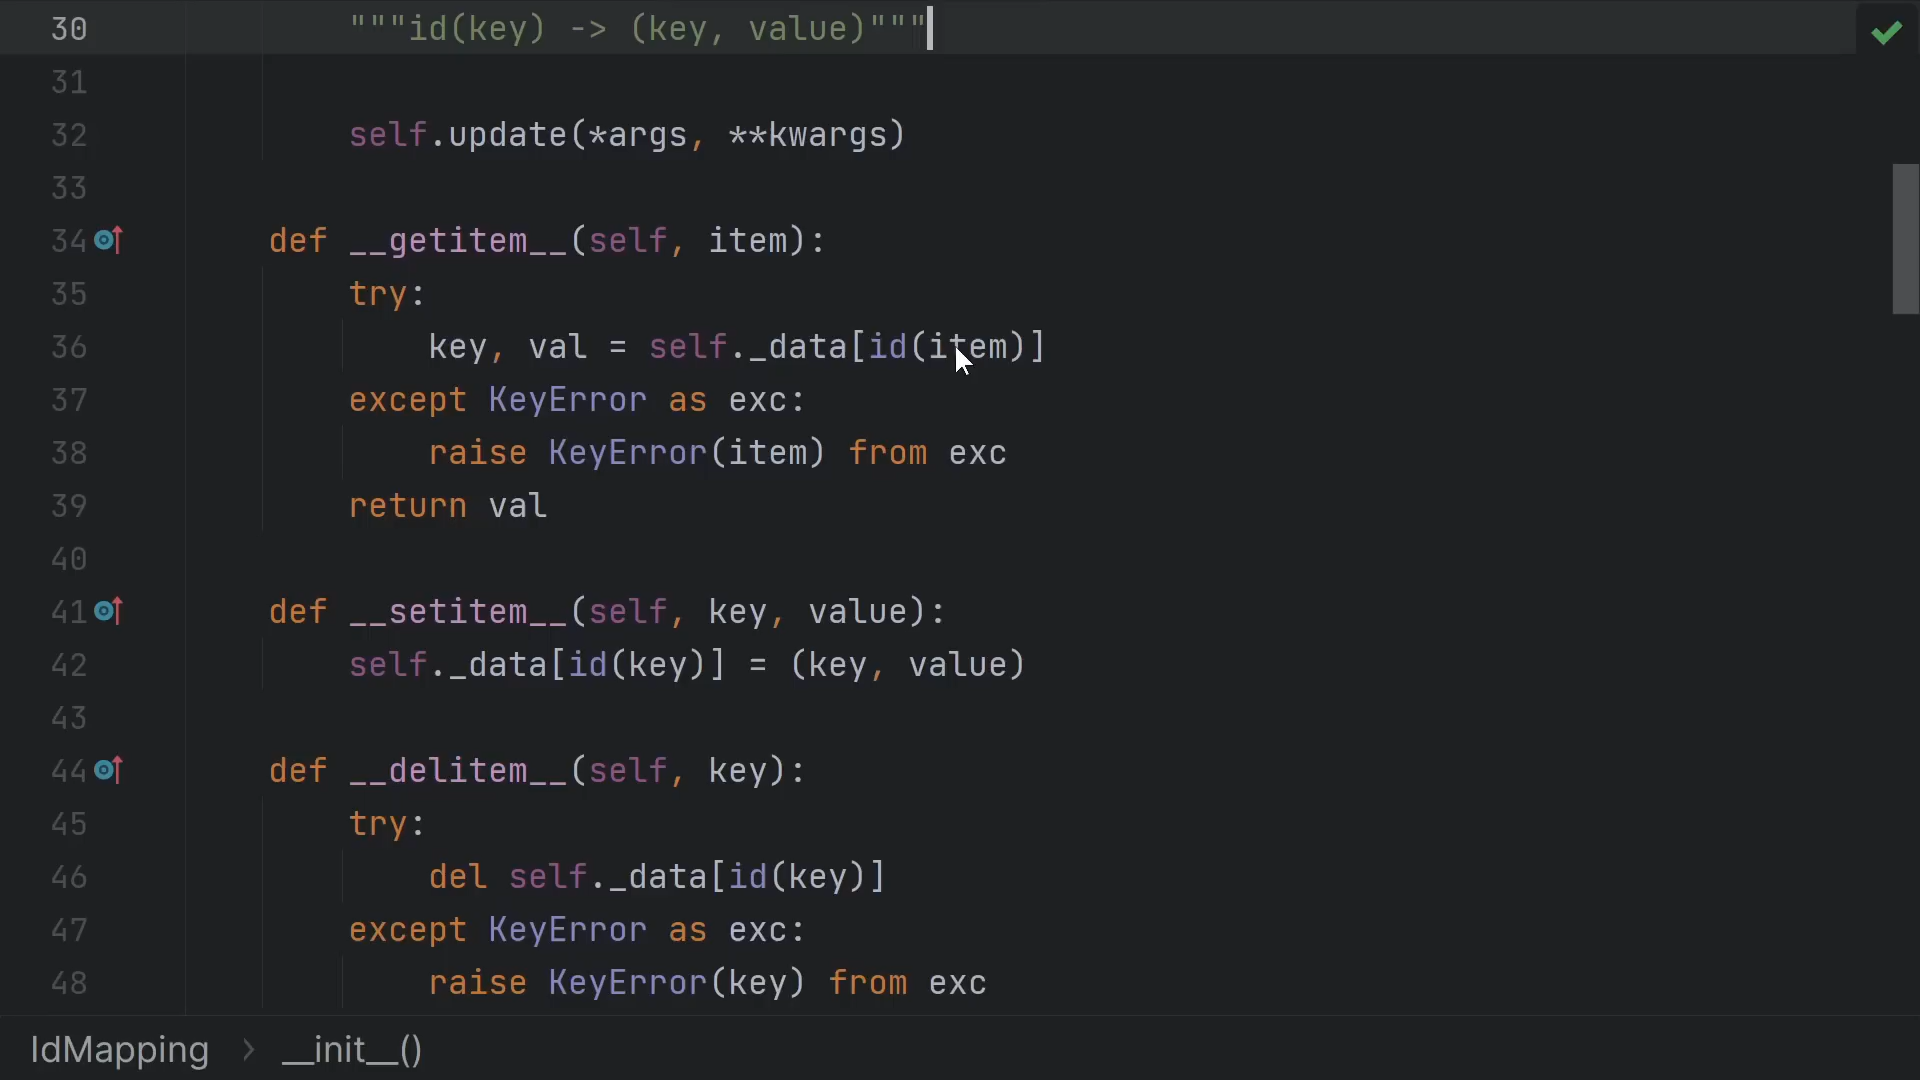 30 """id(key) -> (key, value)"""
31
32 self.update(*args, **kwargs)
33
34 def __getitem__(self, item):
35 try:
36 key, val = self._data[id(item)]
37 except KeyError as exc:
38 raise KeyError(item) from exc
39 return val
40
41 def __setitem__(self, key, value):
42 self._data[id(key)] = (key, value)
43
44 def __delitem__(self, key):
45 try:
46 del self._data[id(key)]
47 except KeyError as exc:
48 raise KeyError(key) from exc
IdMapping > __init__()